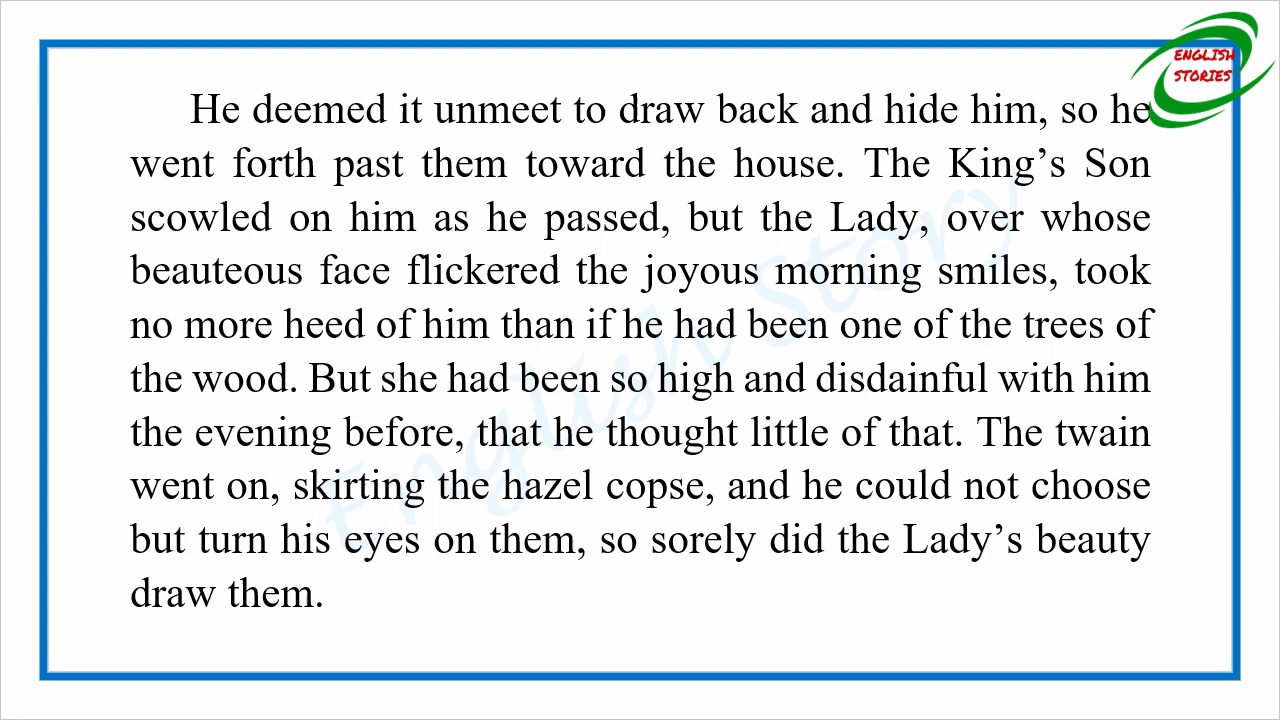 ENGLISH
STORIES
He deemed it unmeet to draw back and hide him, so he
went forth past them toward the house. The King’s Son
scowled on him as he passed, but the Lady, over whose
beauteous face flickered the joyous morning smiles, took
no more heed of him than if he had been one of the trees of
the wood. But she had been so high and disdainful with him
the evening before, that he thought little of that. The twain
went on, skirting the hazel copse, and he could not choose
but turn his eyes on them, so sorely did the Lady’s beauty
draw them.
English Story